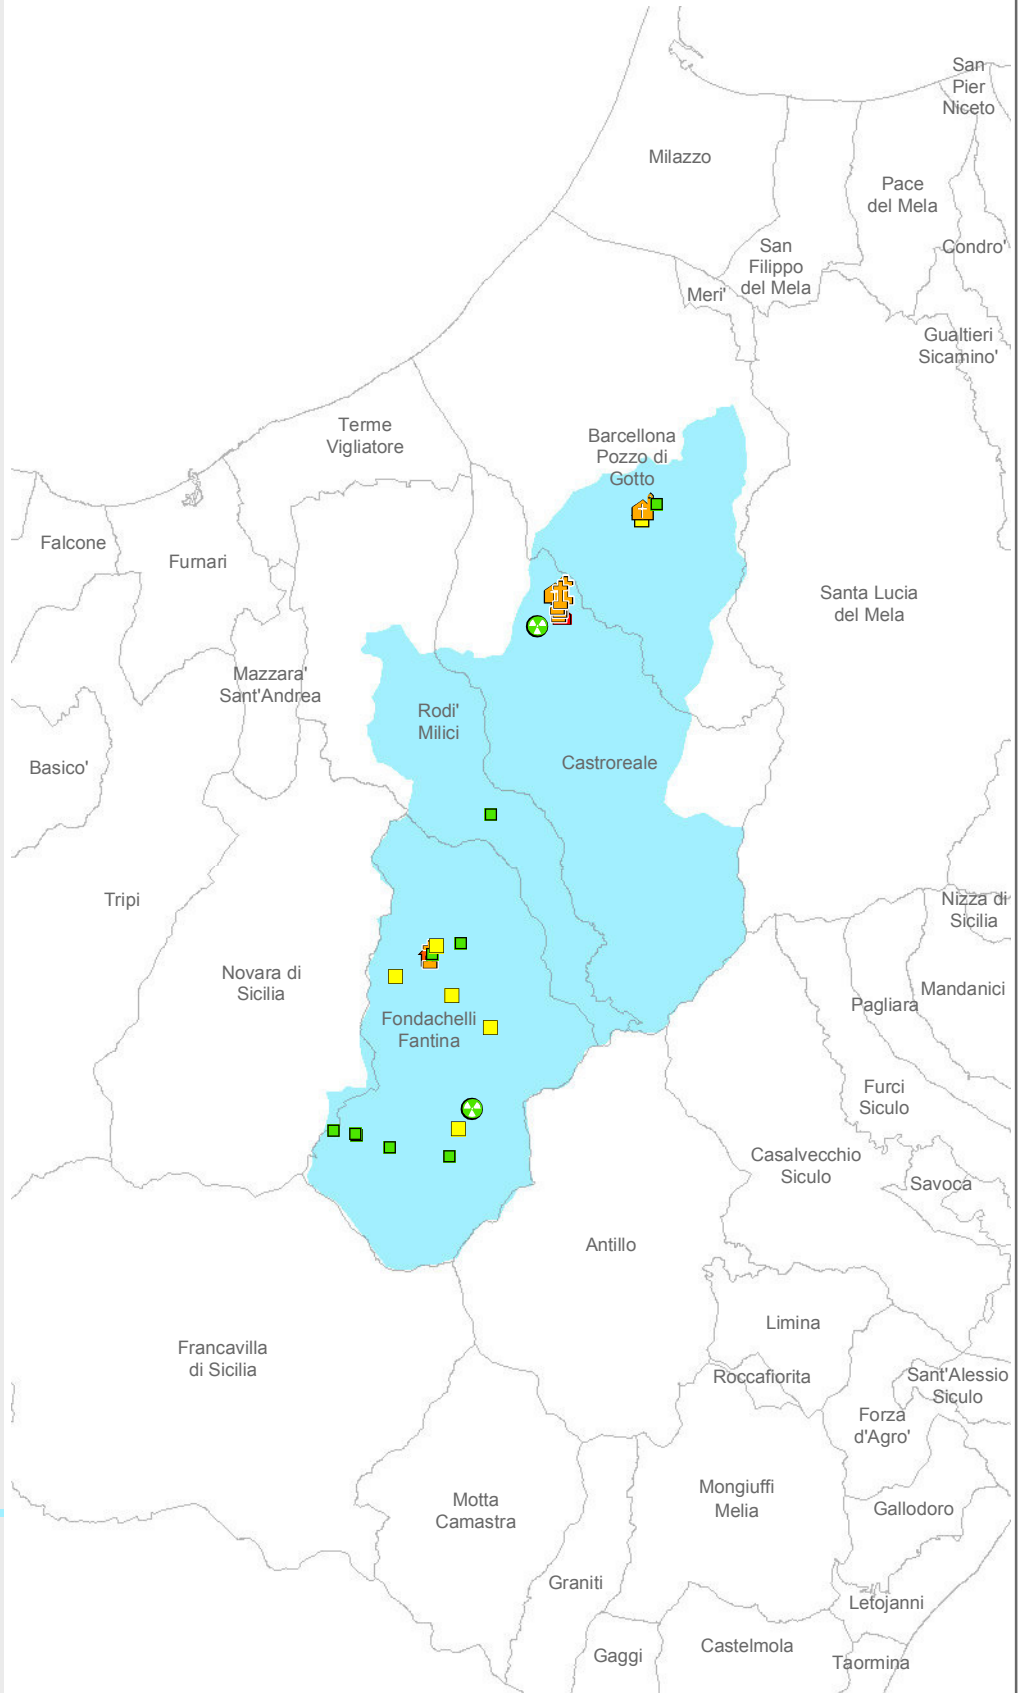 San
Pier
Niceto
Milazzo
Pace
del Mela
San
Filippo
del Mela
Condro'
Meri'
Gualtieri
Sicamino'
Terme
Vigliatore
Barcellona
Pozzo di
Gotto
Falcone
Furnari
Santa Lucia
del Mela
Mazzara'
Sant'Andrea
Rodi'
Milici
Basico'
Castroreale
Tripi
Nizza di
Sicilia
Novara di
Sicilia
Mandanici
Pagliara
Fondachelli
Fantina
Furci
Siculo
Casalvecchio
Siculo
Savoca
Antillo
Limina
Francavilla
di Sicilia
Roccafiorita
Sant'Alessio
Siculo
Forza
d'Agro'
Mongiuffi
Melia
Motta
Camastra
Gallodoro
Graniti
Letojanni
Gaggi
Castelmola
Taormina